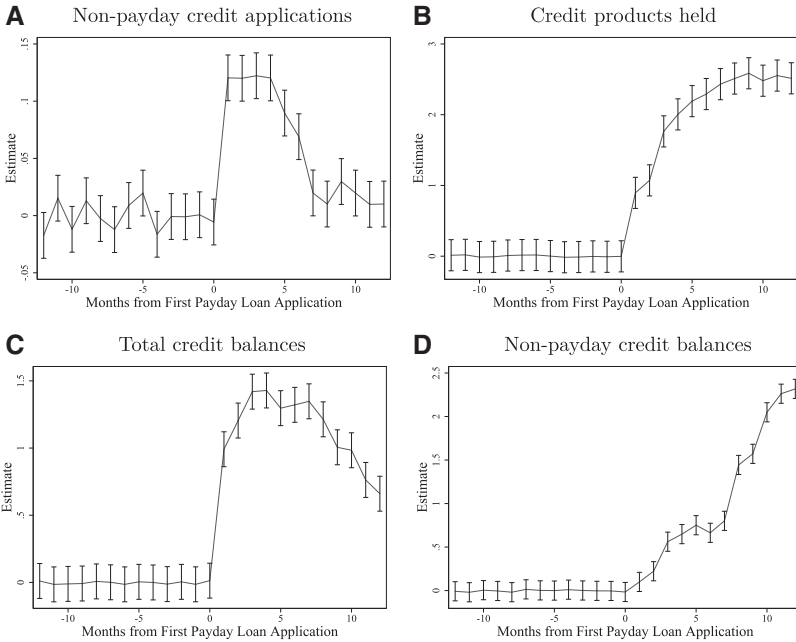 A Non-payday credit applications
.15
.1
.05
0
-.05
Estimate
-10 -5 0 5 10
Months from First Payday Loan Application
B Credit products held
3
2
1
0
Estimate
-10 -5 0 5 10
Months from First Payday Loan Application
C Total credit balances
1.5
1
.5
0
Estimate
-10 -5 0 5 10
Months from First Payday Loan Application
D Non-payday credit balances
2.5
2
1.5
1
.5
0
Estimate
-10 -5 0 5 10
Months from First Payday Loan Application